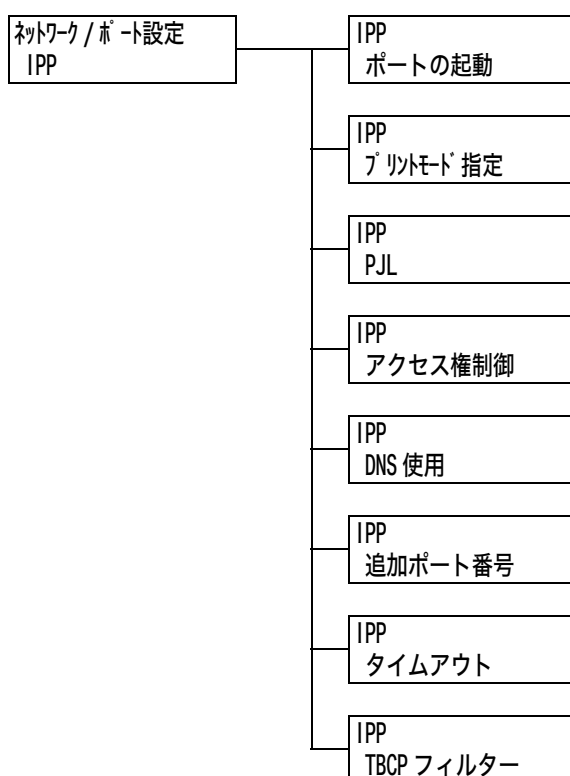 ﾈｯﾄﾜｰｸ / ﾎﾟｰﾄ設定
IPP
IPP
ポートの起動
IPP
ﾌﾟﾘﾝﾄﾓｰﾄﾞ指定
IPP
PJL
IPP
アクセス権制御
IPP
DNS 使用
IPP
追加ポート番号
IPP
タイムアウト
IPP
TBCP フィルター